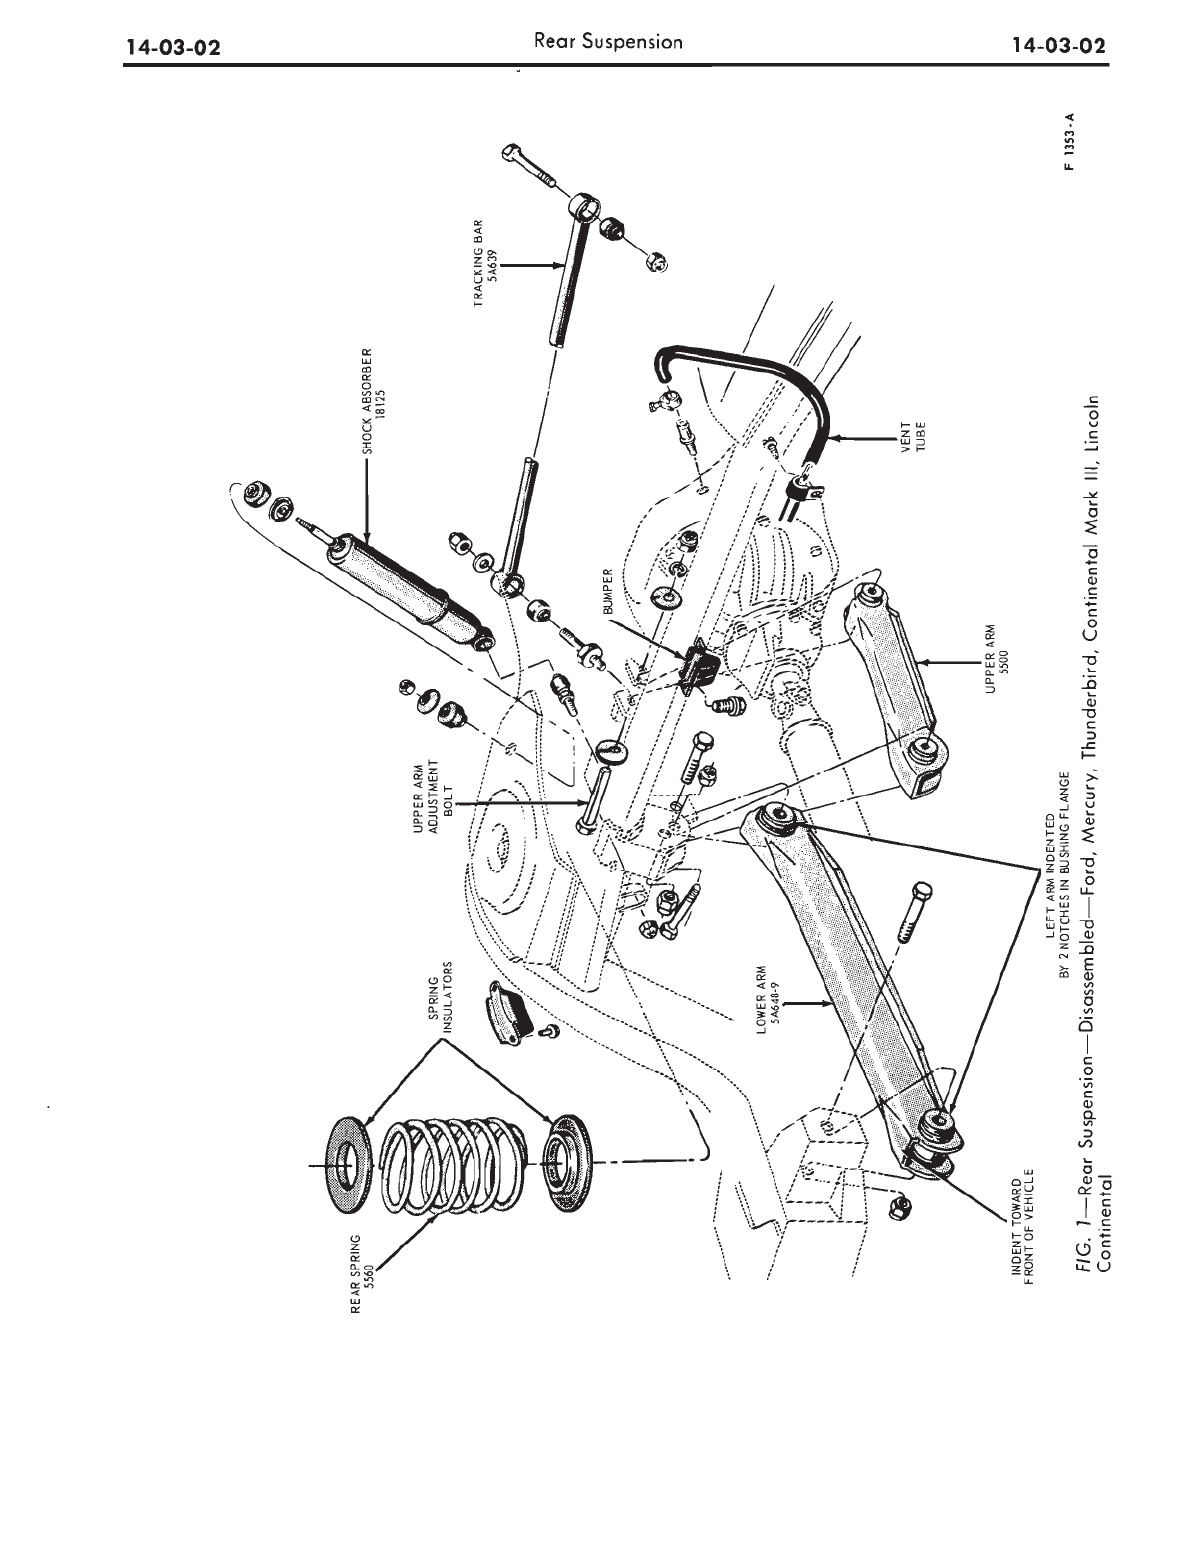 14-03-02
Rear Suspension
14-03-02
F 1353-A
TRACKING BAR
5A639
SHOCK ABSORBER
18125
VENT
TUBE
BUMPER
UPPER ARM
5500
UPPER ARM
ADJUSTMENT
BOLT
LEFT ARM INDENTED
BY 2 NOTCHES IN BUSHING FLANGE
SPRING
INSULATORS
LOWER ARM
5A648-9
REAR SPRING
5560
INDENT TOWARD
FRONT OF VEHICLE
FIG. 1—Rear Suspension—Disassembled—Ford, Mercury, Thunderbird, Continental Mark III, Lincoln
Continental